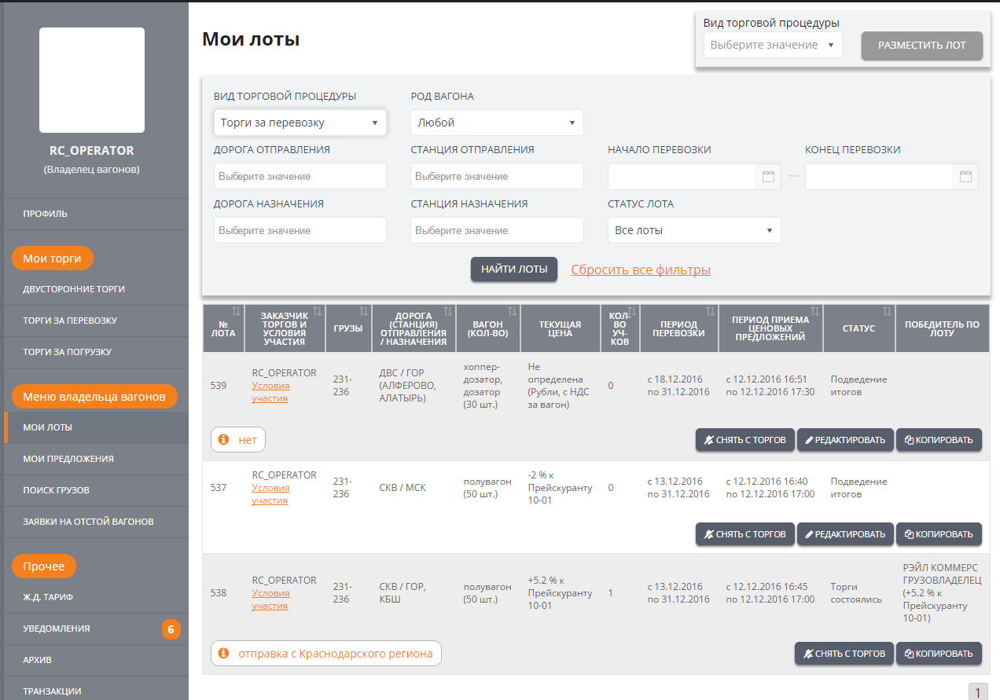 RC_OPERATOR
(Владелец вагонов)
ПРОФИЛЬ
Мои торги
ДВУСТОРОННИЕ ТОРГИ
ТОРГИ ЗА ПЕРЕВОЗКУ
ТОРГИ ЗА ПОГРУЗКУ
Меню владельца вагонов
МОИ ЛОТЫ
МОИ ПРЕДЛОЖЕНИЯ
ПОИСК ГРУЗОВ
ЗАЯВКИ НА ОТСТОЙ ВАГОНОВ
Прочее
Ж.Д. ТАРИФ
УВЕДОМЛЕНИЯ 6
АРХИВ
ТРАНЗАКЦИИ
Мои лоты
Вид торговой процедуры
Выберите значение
РАЗМЕСТИТЬ ЛОТ
ВИД ТОРГОВОЙ ПРОЦЕДУРЫ
Торги за перевозку
РОД ВАГОНА
Любой
ДОРОГА ОТПРАВЛЕНИЯ
Выберите значение
СТАНЦИЯ ОТПРАВЛЕНИЯ
Выберите значение
НАЧАЛО ПЕРЕВОЗКИ
--
КОНЕЦ ПЕРЕВОЗКИ
ДОРОГА НАЗНАЧЕНИЯ
Выберите значение
СТАНЦИЯ НАЗНАЧЕНИЯ
Выберите значение
СТАТУС ЛОТА
Все лоты
НАЙТИ ЛОТЫ
Сбросить все фильтры
№
ЛОТА
ЗАКАЗЧИК
ТОРГОВ И
УСЛОВИЯ
УЧАСТИЯ
ГРУЗЫ
ДОРОГА
(СТАНЦИЯ)
ОТПРАВЛЕНИЯ
/ НАЗНАЧЕНИЯ
ВАГОН
(КОЛ-ВО)
ТЕКУЩАЯ
ЦЕНА
КОЛ-
ВО
УЧ-
КОВ
ПЕРИОД
ПЕРЕВОЗКИ
ПЕРИОД ПРИЕМА
ЦЕНОВЫХ
ПРЕДЛОЖЕНИЙ
СТАТУС
ПОБЕДИТЕЛЬ ПО
ЛОТУ
539
RC_OPERATOR
Условия
участия
231-
236
ДВС / ГОР
(АЛФЕРОВО,
АЛАТЫРЬ)
хоппер-
дозатор,
дозатор
(30 шт.)
Не
определена
(Рубли, с НДС
за вагон)
0
с 18.12.2016
по 31.12.2016
с 12.12.2016 16:51
по 12.12.2016 17:30
Подведение
итогов
нет
СНЯТЬ С ТОРГОВ
РЕДАКТИРОВАТЬ
КОПИРОВАТЬ
537
RC_OPERATOR
Условия
участия
231-
236
СКВ / МСК
полувагон
(50 шт.)
-2 % к
Прейскуранту
10-01
0
с 13.12.2016
по 31.12.2016
с 12.12.2016 16:40
по 12.12.2016 17:00
Подведение
итогов
СНЯТЬ С ТОРГОВ
РЕДАКТИРОВАТЬ
КОПИРОВАТЬ
538
RC_OPERATOR
Условия
участия
231-
236
СКВ / ГОР,
КБШ
полувагон
(50 шт.)
+5.2 % к
Прейскуранту
10-01
1
с 13.12.2016
по 31.12.2016
с 12.12.2016 16:45
по 12.12.2016 17:00
Торги
состоялись
РЭЙЛ КОММЕРС
ГРУЗОВЛАДЕЛЕЦ
(+5.2 % к
Прейскуранту
10-01)
отправка с Краснодарского региона
СНЯТЬ С ТОРГОВ
КОПИРОВАТЬ
1